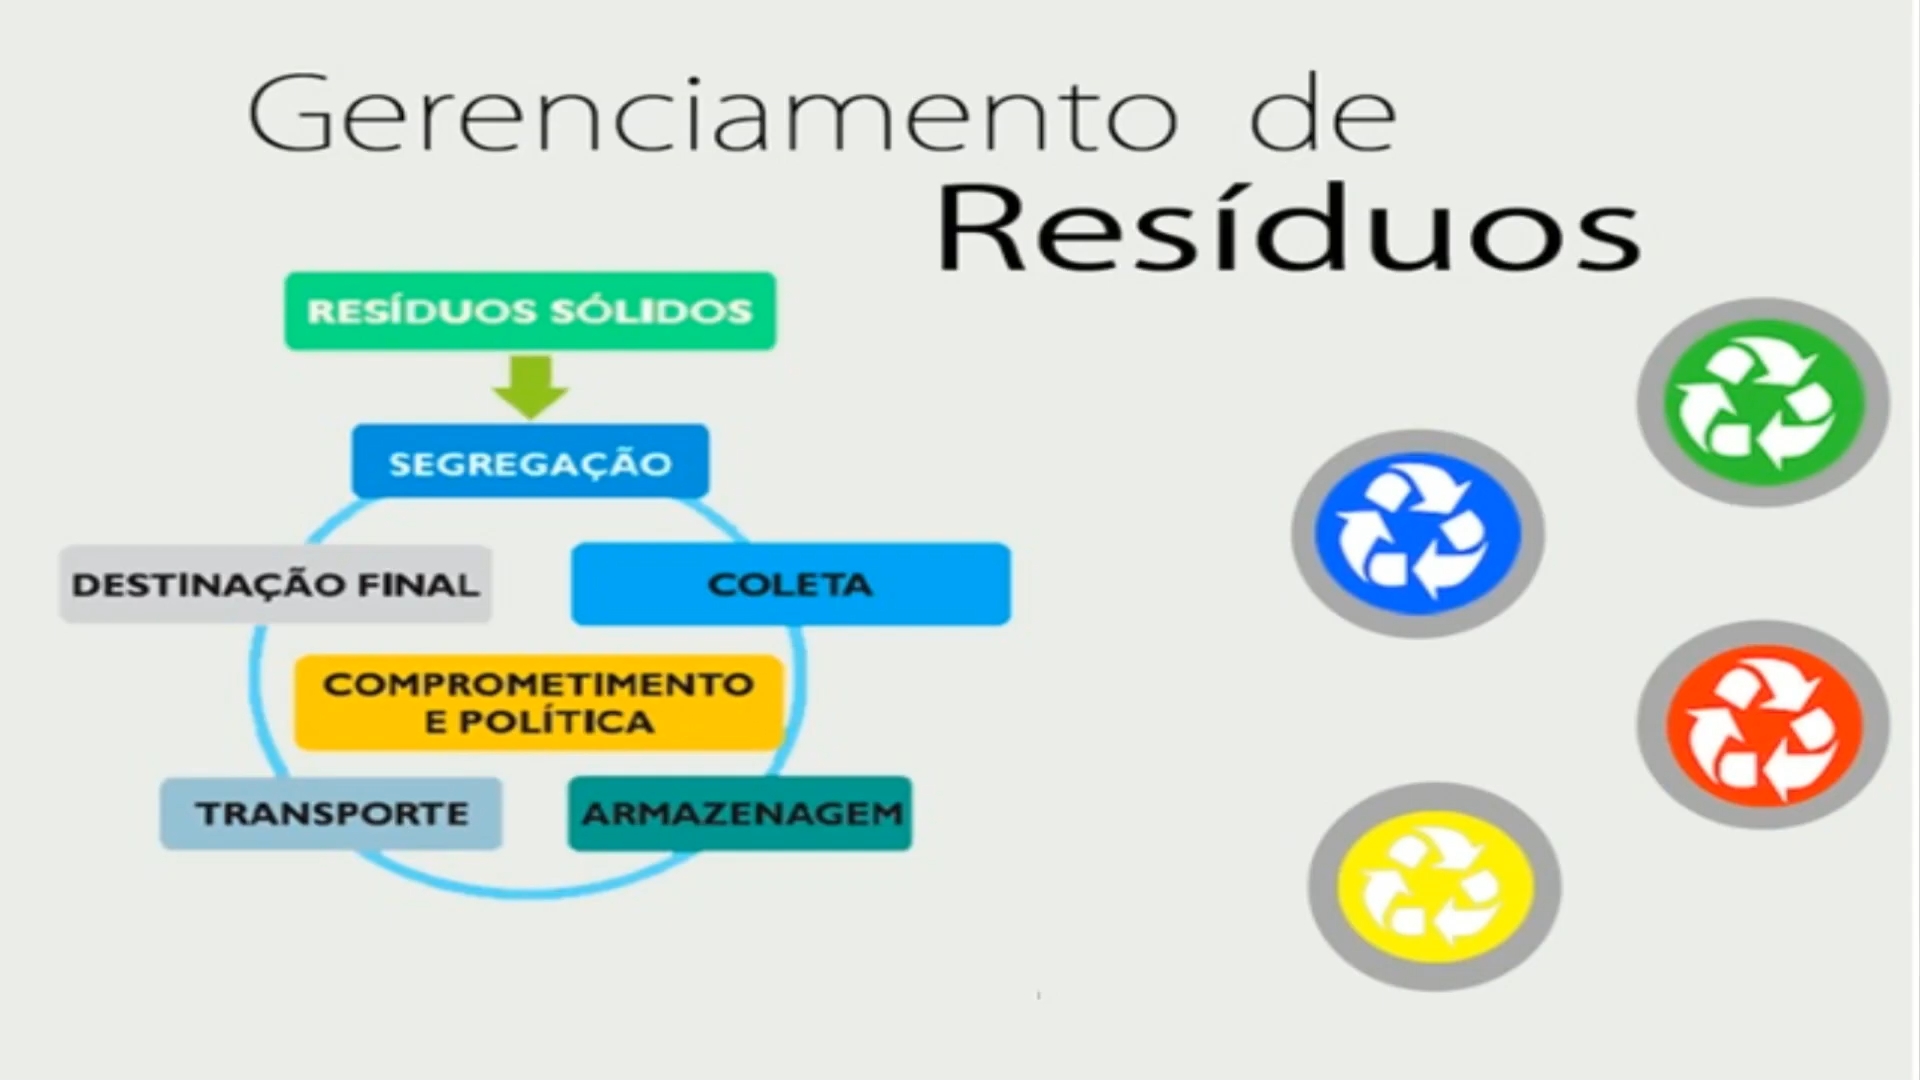 Gerenciamento de
Resíduos
RESÍDUOS SÓLIDOS
SEGREGAÇÃO
DESTINAÇÃO FINAL
COLETA
COMPROMETIMENTO
E POLÍTICA
TRANSPORTE
ARMAZENAGEM